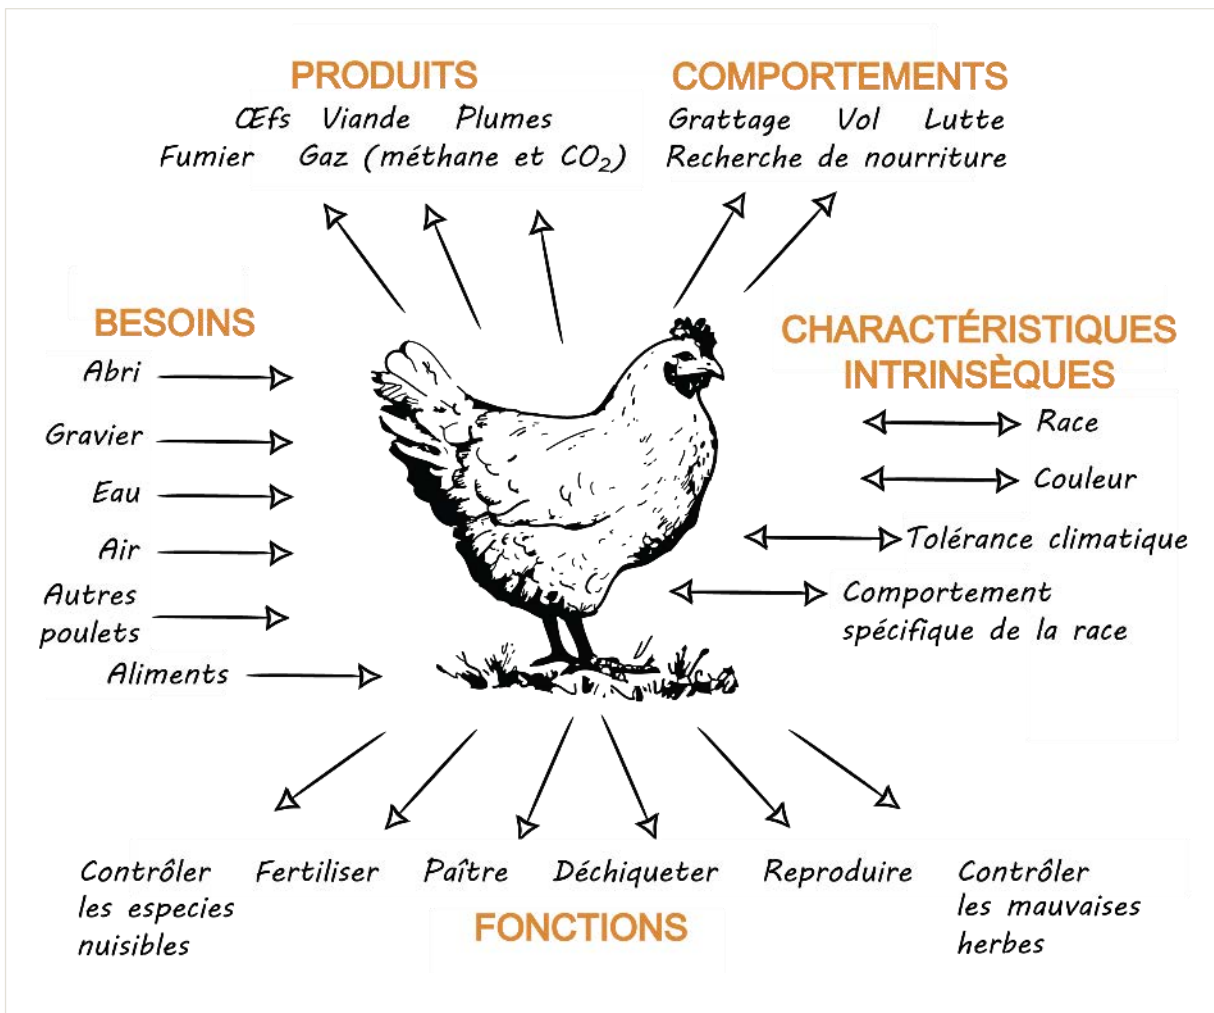 PRODUITS
Œfs Viande Plumes
Fumier Gaz (méthane et CO₂)
COMPORTEMENTS
Grattage Vol Lutte
Recherche de nourriture
BESOINS
Abri
Gravier
Eau
Air
Autres
poulets
Aliments
CHARACTÉRISTIQUES
INTRINSÈQUES
Race
Couleur
Tolérance climatique
Comportement
spécifique de la race
Contrôler
les especies
nuisibles
Fertiliser
Paître
Déchiqueter
Reproduire
Contrôler
les mauvaises
herbes
FONCTIONS